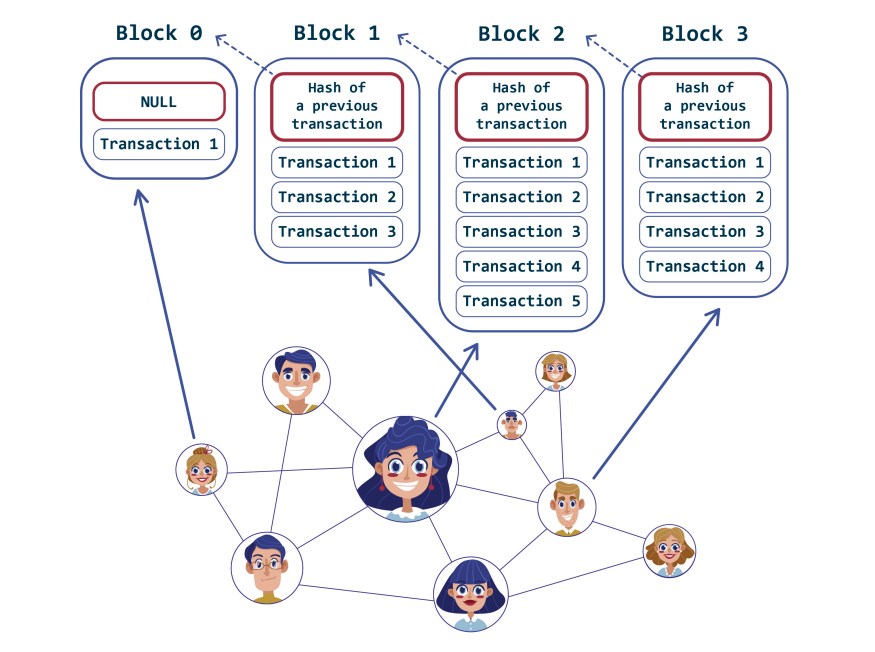 Block 0
NULL
Transaction 1
Block 1
Hash of
a previous
transaction
Transaction 1
Transaction 2
Transaction 3
Block 2
Hash of
a previous
transaction
Transaction 1
Transaction 2
Transaction 3
Transaction 4
Transaction 5
Block 3
Hash of
a previous
transaction
Transaction 1
Transaction 2
Transaction 3
Transaction 4